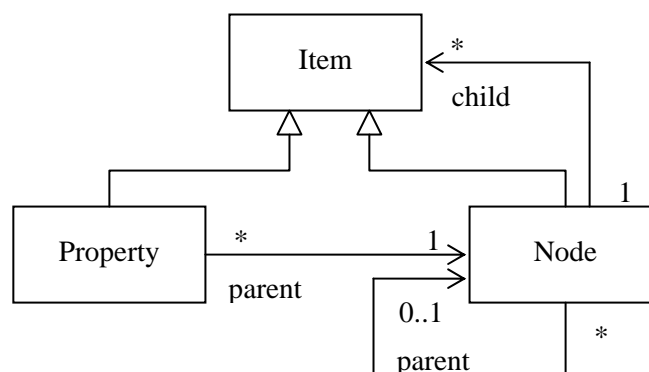 *
Item
child
1
Property
*
1
Node
parent
0..1
*
parent